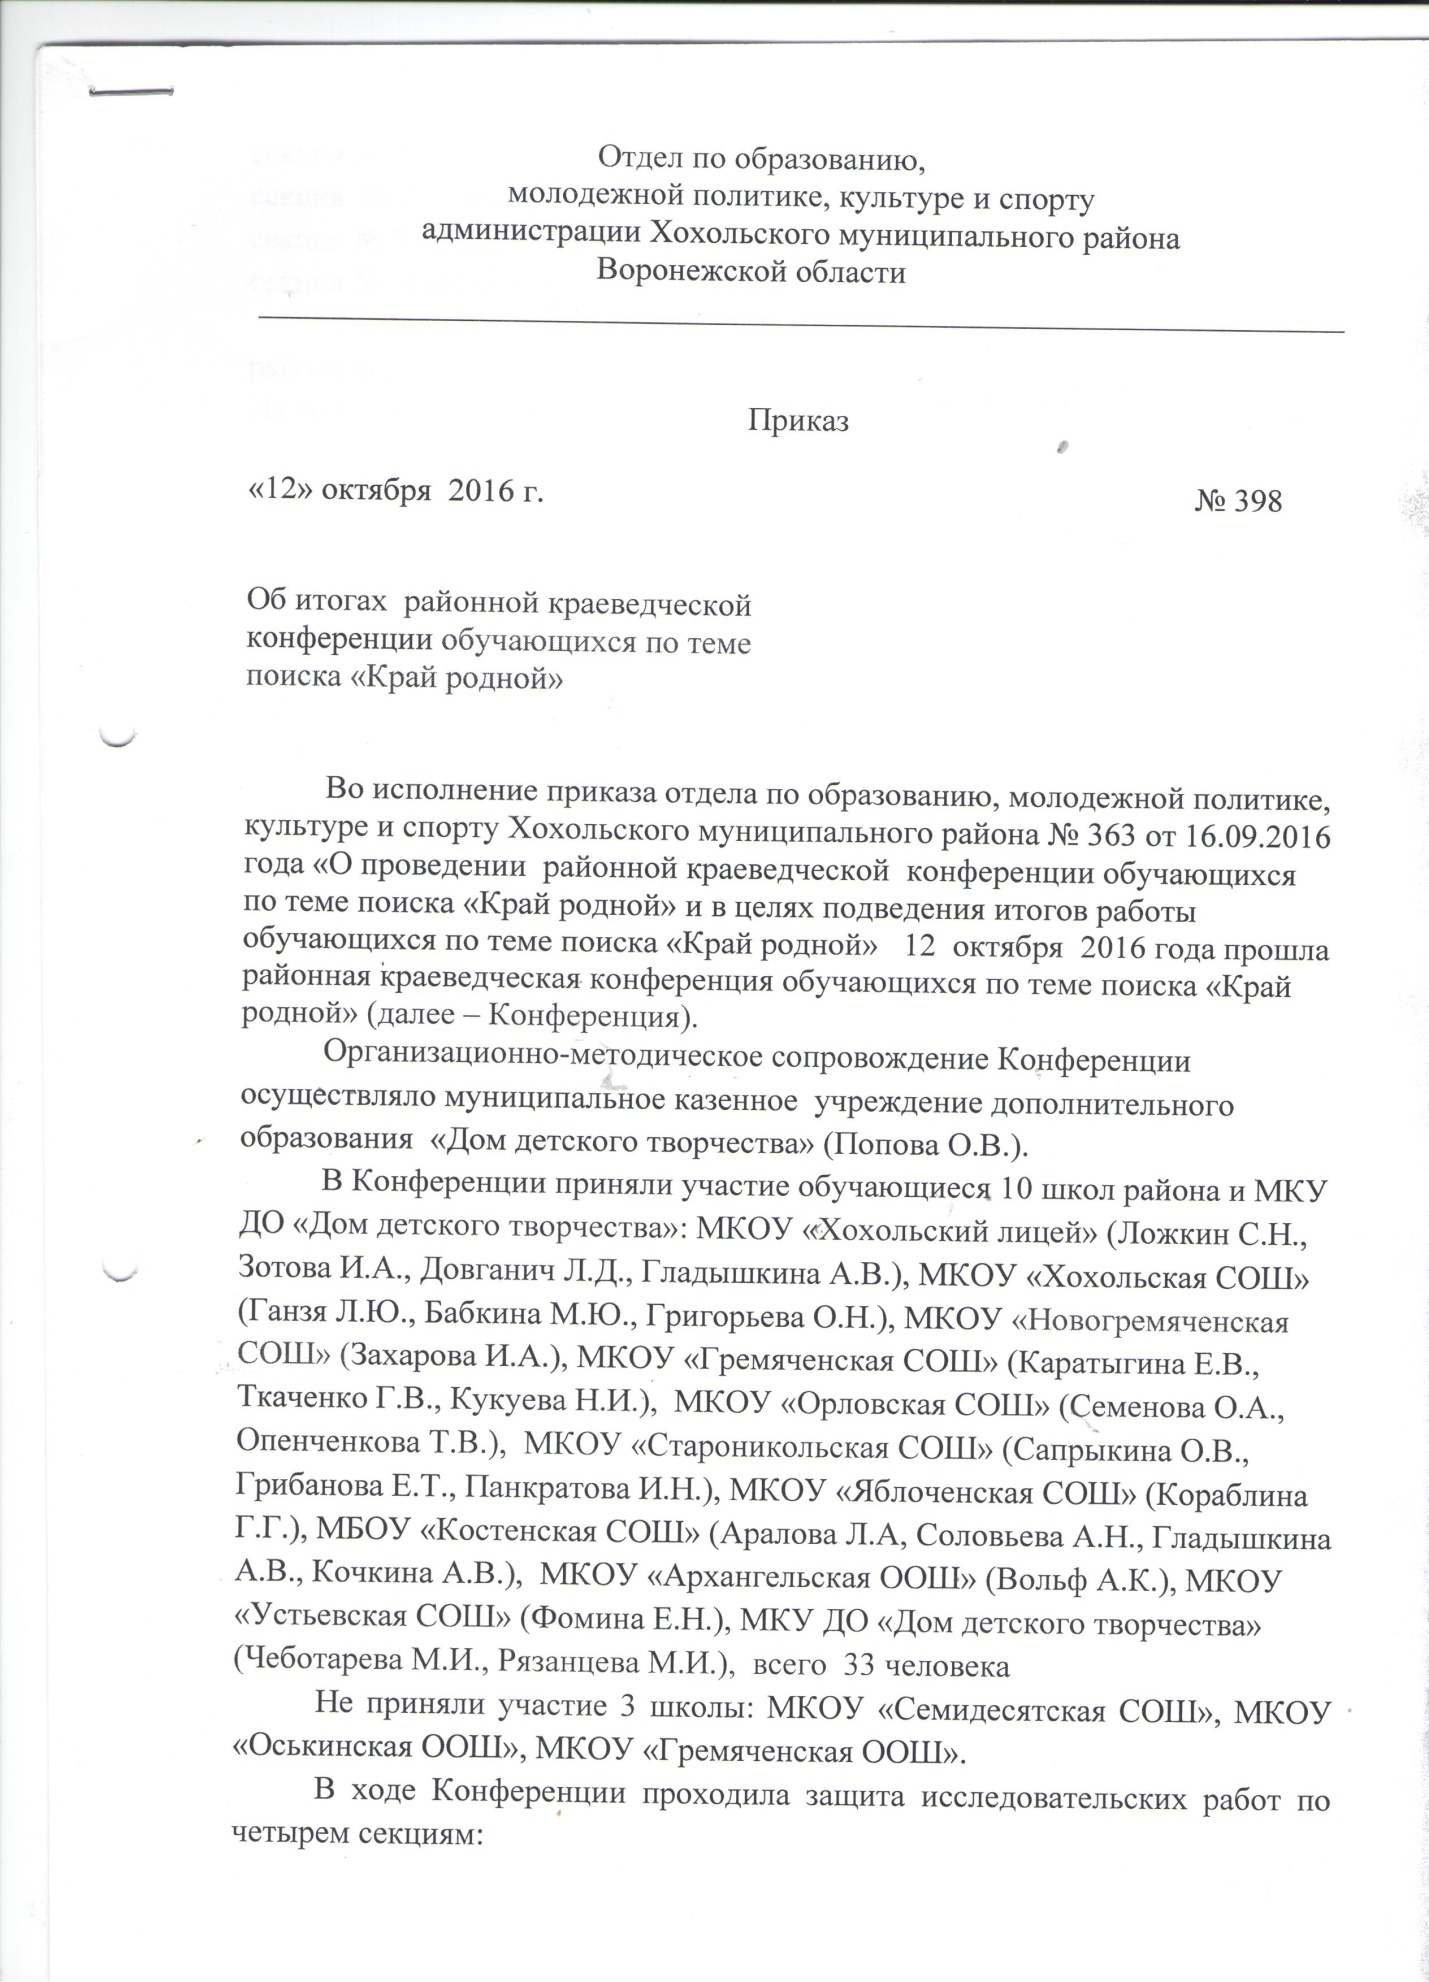 Отдел по образованию,
молодежной политике, культуре и спорту
администрации Хохольского муниципального района
Воронежской области
Приказ
«12» октября 2016 г.
№ 398
Об итогах районной краеведческой
конференции обучающихся по теме
поиска «Край родной»
Во исполнение приказа отдела по образованию, молодежной политике,
культуре и спорту Хохольского муниципального района № 363 от 16.09.2016
года «О проведении районной краеведческой конференции обучающихся
по теме поиска «Край родной» и в целях подведения итогов работы
обучающихся по теме поиска «Край родной» 12 октября 2016 года прошла
районная краеведческая конференция обучающихся по теме поиска «Край
родной» (далее – Конференция).
Организационно-методическое сопровождение Конференции
осуществляло муниципальное казенное учреждение дополнительного
образования «Дом детского творчества» (Попова О.В.).
В Конференции приняли участие обучающиеся 10 школ района и МКУ
ДО «Дом детского творчества»: МКОУ «Хохольский лицей» (Ложкин С.Н.,
Зотова И.А., Довганич Л.Д., Гладышкина А.В.), МКОУ «Хохольская СОШ»
(Ганзя Л.Ю., Бабкина М.Ю., Григорьева О.Н.), МКОУ «Новогремяченская
СОШ» (Захарова И.А.), МКОУ «Гремяченская СОШ» (Каратыгина Е.В.,
Ткаченко Г.В., Кукуева Н.И.), МКОУ «Орловская СОШ» (Семенова О.А.,
Опенченкова Т.В.), МКОУ «Староникольская СОШ» (Сапрыкина О.В.,
Грибанова Е.Т., Панкратова И.Н.), МКОУ «Яблоченская СОШ» (Кораблина
Г.Г.), МБОУ «Костенская СОШ» (Аралова Л.А, Соловьева А.Н., Гладышкина
А.В., Кочкина А.В.), МКОУ «Архангельская ООШ» (Вольф А.К.), МКОУ
«Устьевская СОШ» (Фомина Е.Н.), МКУ ДО «Дом детского творчества»
(Чеботарева М.И., Рязанцева М.И.), всего 33 человека
Не приняли участие 3 школы: МКОУ «Семидесятская СОШ», МКОУ
«Оськинская ООШ», МКОУ «Гремяченская ООШ».
В ходе Конференции проходила защита исследовательских работ по
четырем секциям: